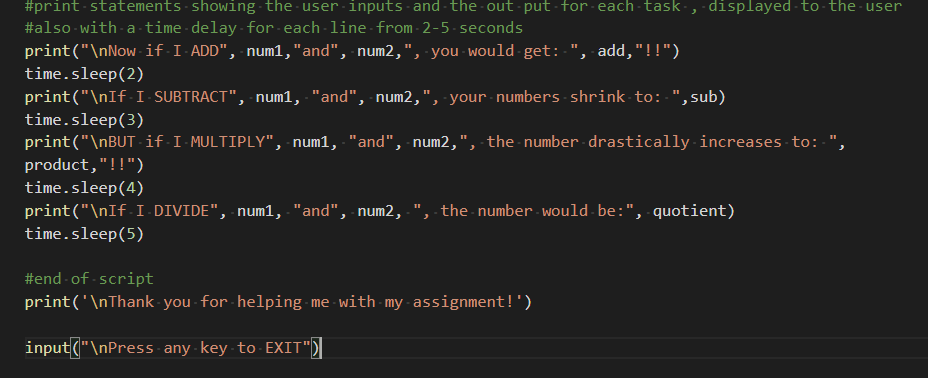 #print statements showing the user inputs and the out put for each task , displayed to the user
#also with a time delay for each line from 2-5 seconds
print("\nNow if I ADD", num1,"and", num2,", you would get: ", add,"!!")
time.sleep(2)
print("\nIf I SUBTRACT", num1, "and", num2,", your numbers shrink to: ",sub)
time.sleep(3)
print("\nBUT if I MULTIPLY", num1, "and", num2,", the number drastically increases to: ",
product,"!!")
time.sleep(4)
print("\nIf I DIVIDE", num1, "and", num2, ", the number would be:", quotient)
time.sleep(5)
#end of script
print('\nThank you for helping me with my assignment!')
input("\nPress any key to EXIT")